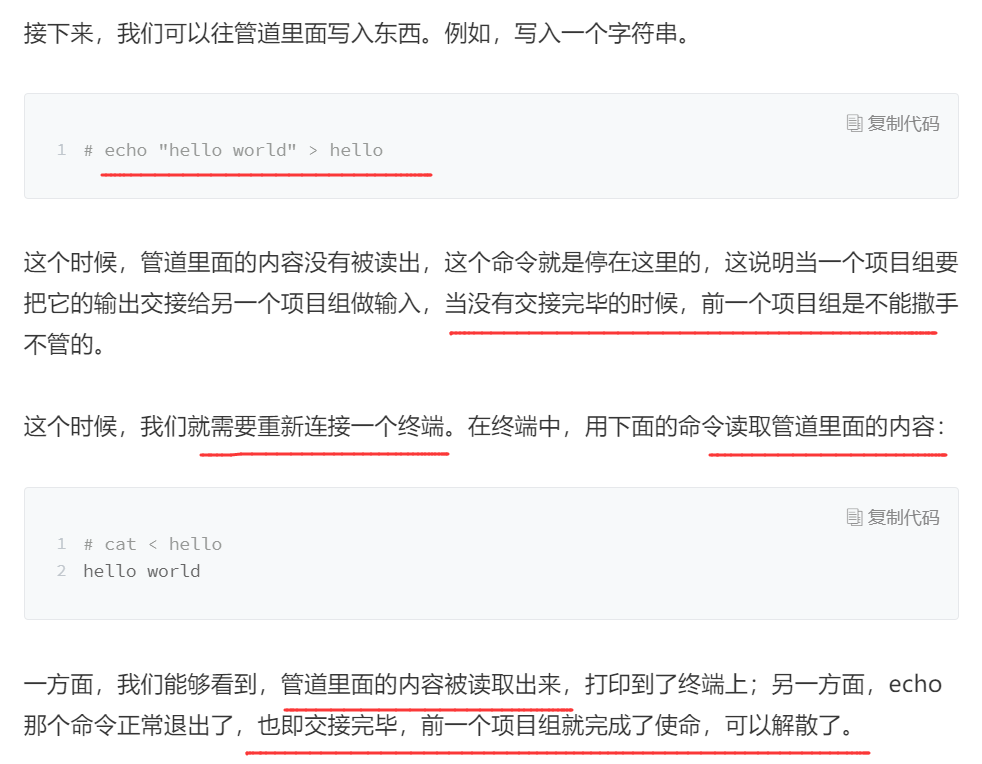 接下来，我们可以往管道里面写入东西。例如，写入一个字符串。
复制代码
1 # echo "hello world" > hello
这个时候，管道里面的内容没有被读出，这个命令就是停在这里的，这说明当一个项目组要
把它的输出交接给另一个项目组做输入，当没有交接完毕的时候，前一个项目组是不能撒手
不管的。
这个时候，我们就需要重新连接一个终端。在终端中，用下面的命令读取管道里面的内容：
复制代码
1 # cat < hello
2 hello world
一方面，我们能够看到，管道里面的内容被读取出来，打印到了终端上；另一方面，echo
那个命令正常退出了，也即交接完毕，前一个项目组就完成了使命，可以解散了。